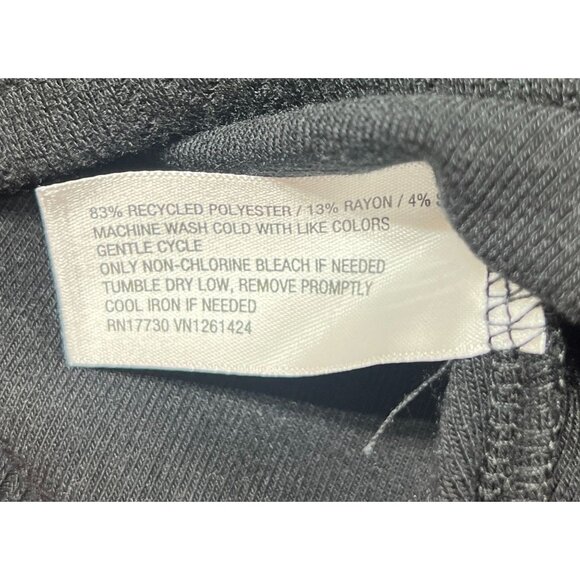 83% RECYCLED POLYESTER / 13% RAYON / 4%
MACHINE WASH COLD WITH LIKE COLORS
GENTLE CYCLE
ONLY NON-CHLORINE BLEACH IF NEEDED
TUMBLE DRY LOW, REMOVE PROMPTLY
COOL IRON IF NEEDED
RN17730 VN1261424